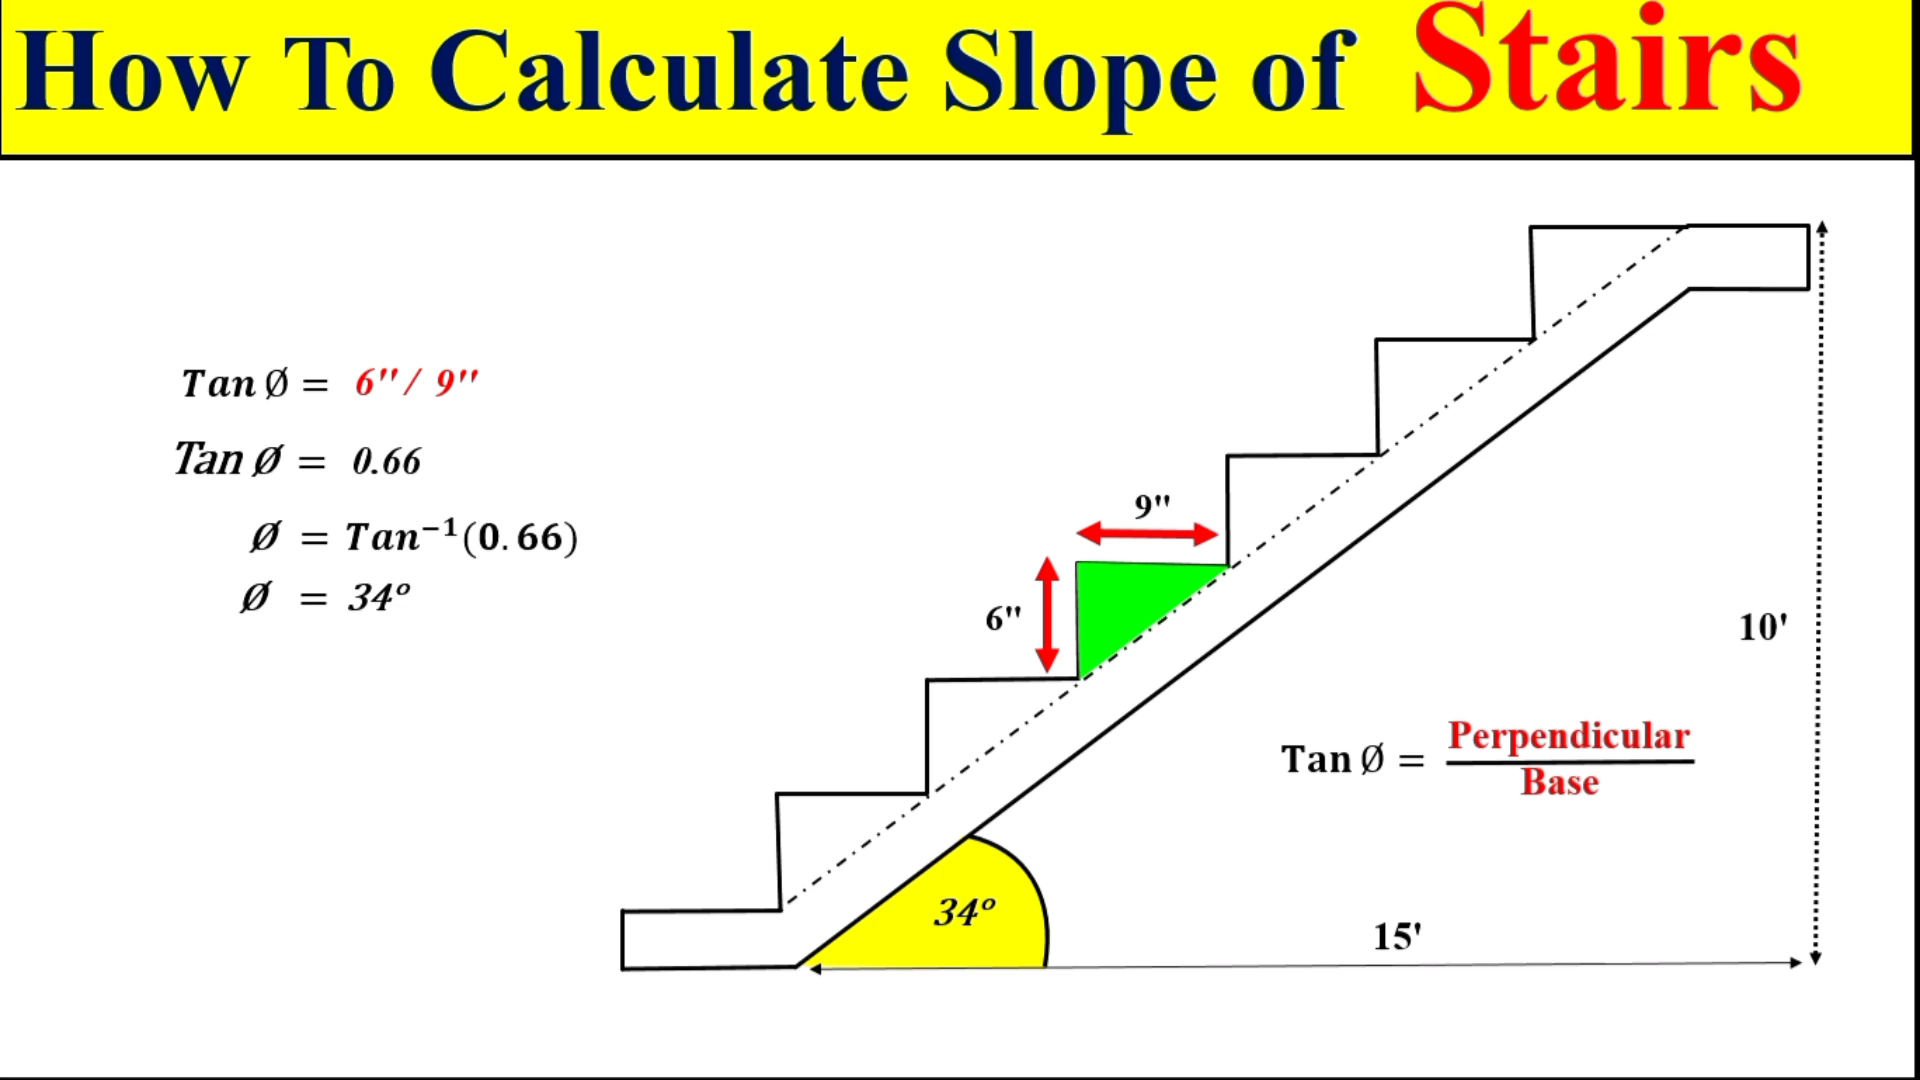 How To Calculate Slope of Stairs
Tan Ø = 6"/ 9"
Tan Ø = 0.66
Ø = Tan⁻¹(0.66)
Ø = 34°
9"
6"
10'
Tan Ø = Perpendicular
Base
34°
15'